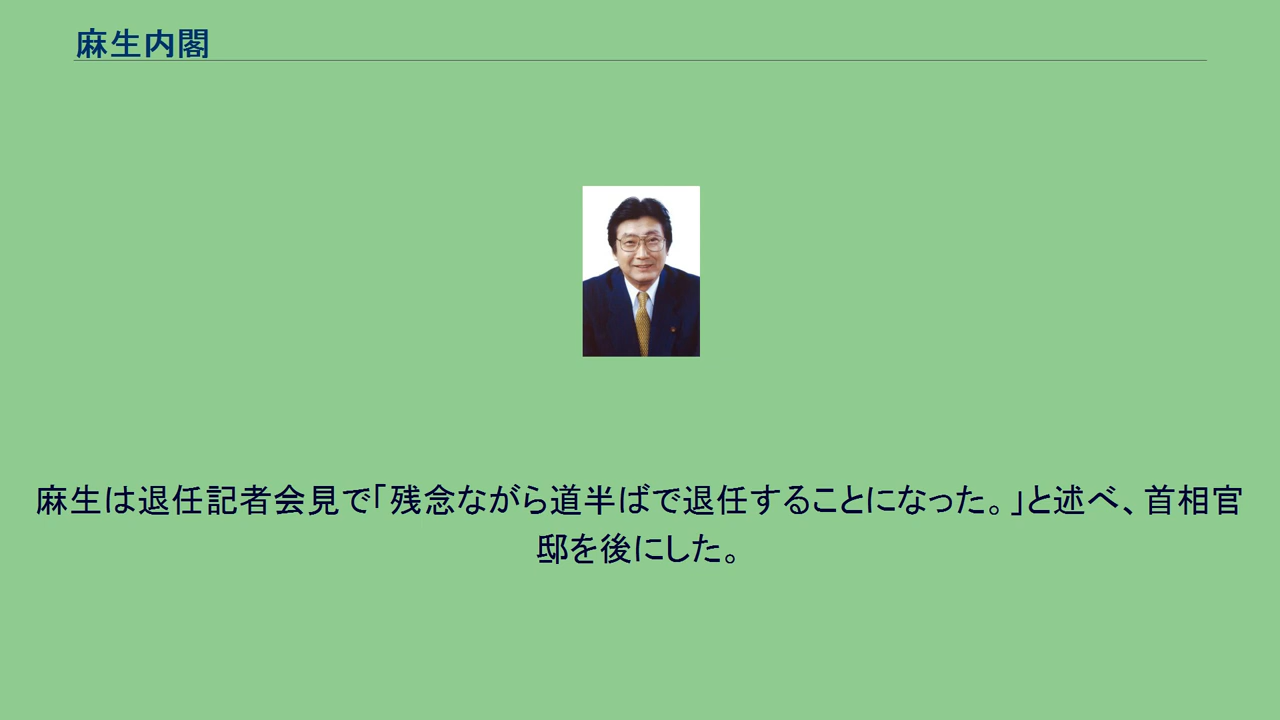 麻生内閣
麻生は退任記者会見で「残念ながら道半ばで退任することになった。」と述べ、首相官
邸を後にした。